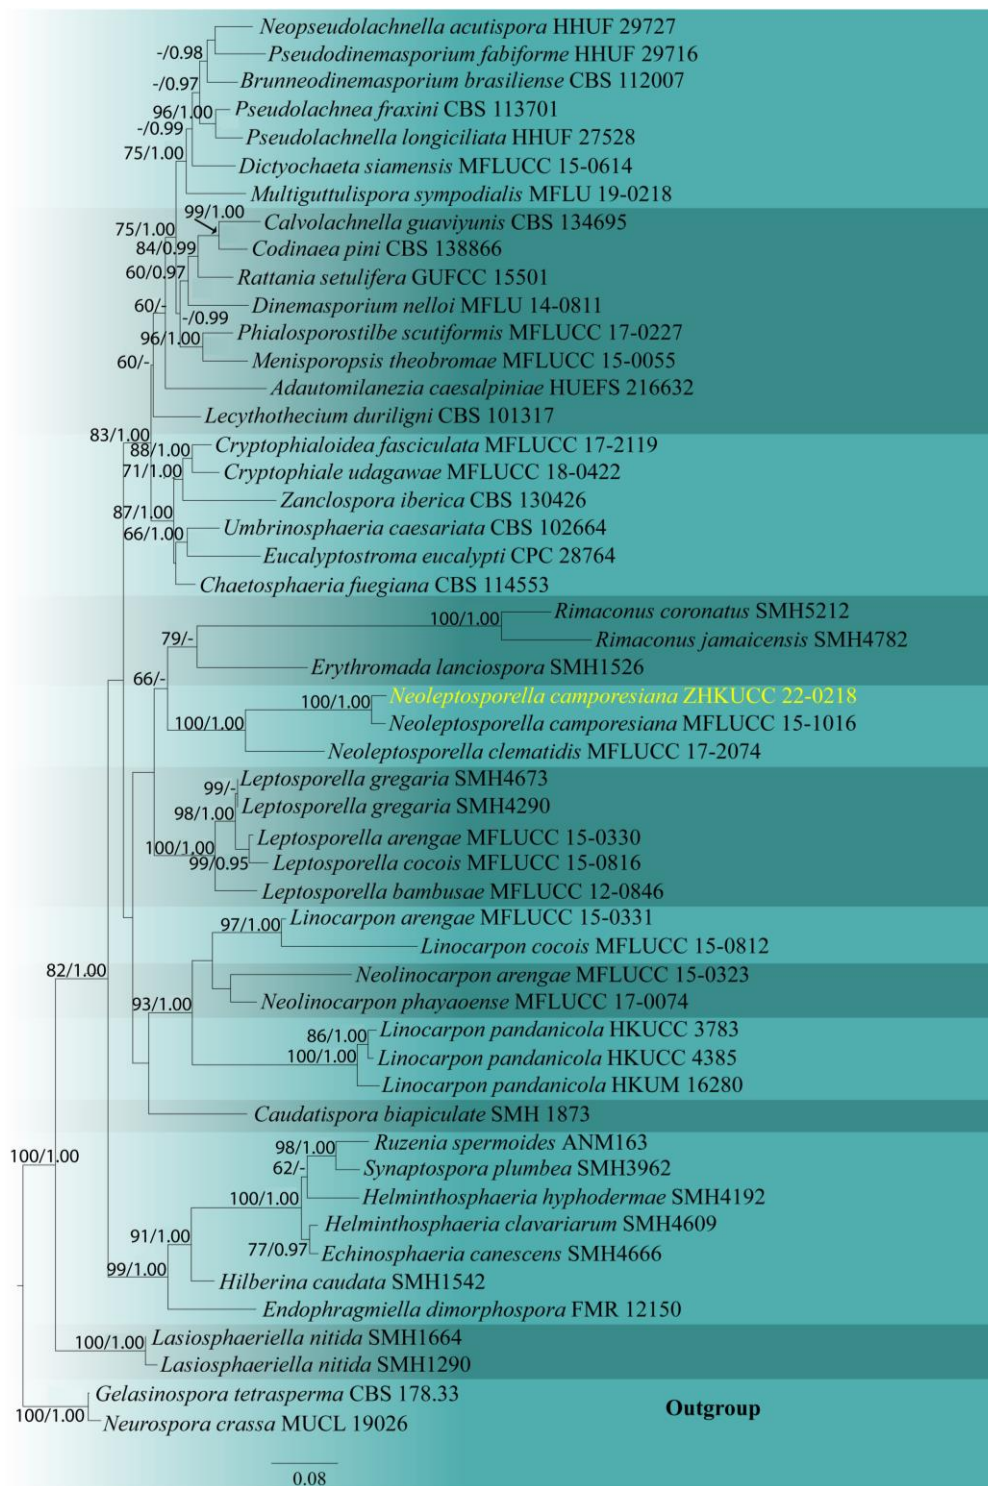 Neopseudolachnella acutispora HHUF 29727
-/0.98
Pseudodinemasporium fabiforme HHUF 29716
-/0.97
Brunneodinemasporium brasiliense CBS 112007
96/1.00
Pseudolachnea fraxini CBS 113701
-/0.99
Pseudolachnella longiciliata HHUF 27528
75/1.00
Dictyochaeta siamensis MFLUCC 15-0614
Multiguttulispora sympodialis MFLU 19-0218
99/1.00
Calvolachnella guaviyunis CBS 134695
75/1.00
84/0.99
Codinaea pini CBS 138866
60/0.97
Rattania setulifera GUFCC 15501
60/-
Dinemasporium nelloi MFLU 14-0811
-/0.99
Phialosporostilbe scutiformis MFLUCC 17-0227
96/1.00
Menisporopsis theobromae MFLUCC 15-0055
60/-
Adautomilanezia caesalpiniae HUEFS 216632
Lecythothecium duriligni CBS 101317
83/1.00
88/1.00
Cryptophialoidea fasciculata MFLUCC 17-2119
71/1.00
Cryptophiale udagawae MFLUCC 18-0422
Zanclospora iberica CBS 130426
87/1.00
66/1.00
Umbrinosphaeria caesariata CBS 102664
Eucalyptostroma eucalypti CPC 28764
Chaetosphaeria fuegiana CBS 114553
100/1.00
Rimaconus coronatus SMH5212
79/-
Rimaconus jamaicensis SMH4782
Erythromada lanciospora SMH1526
66/-
100/1.00
Neoleptosporella camporesiana ZHKUCC 22-0218
100/1.00
Neoleptosporella camporesiana MFLUCC 15-1016
Neoleptosporella clematidis MFLUCC 17-2074
99/-
Leptosporella gregaria SMH4673
98/1.00
Leptosporella gregaria SMH4290
Leptosporella arengae MFLUCC 15-0330
100/1.00
99/0.95
Leptosporella cocois MFLUCC 15-0816
Leptosporella bambusae MFLUCC 12-0846
97/1.00
Linocarpon arengae MFLUCC 15-0331
Linocarpon cocois MFLUCC 15-0812
82/1.00
Neolinocarpon arengae MFLUCC 15-0323
93/1.00
Neolinocarpon phayaoense MFLUCC 17-0074
86/1.00
Linocarpon pandanicola HKUCC 3783
100/1.00
Linocarpon pandanicola HKUCC 4385
Linocarpon pandanicola HKUM 16280
Caudatispora biapiculate SMH 1873
98/1.00
Ruzenia spermoides ANM163
100/1.00
62/-
Synaptospora plumbea SMH3962
100/1.00
Helminthosphaeria hyphodermae SMH4192
91/1.00
Helminthosphaeria clavariarum SMH4609
77/0.97
Echinosphaeria canescens SMH4666
99/1.00
Hilberina caudata SMH1542
Endophragmiella dimorphospora FMR 12150
100/1.00
Lasiosphaeriella nitida SMH1664
Lasiosphaeriella nitida SMH1290
Gelasinospora tetrasperma CBS 178.33
100/1.00
Neurospora crassa MUCL 19026
Outgroup
0.08